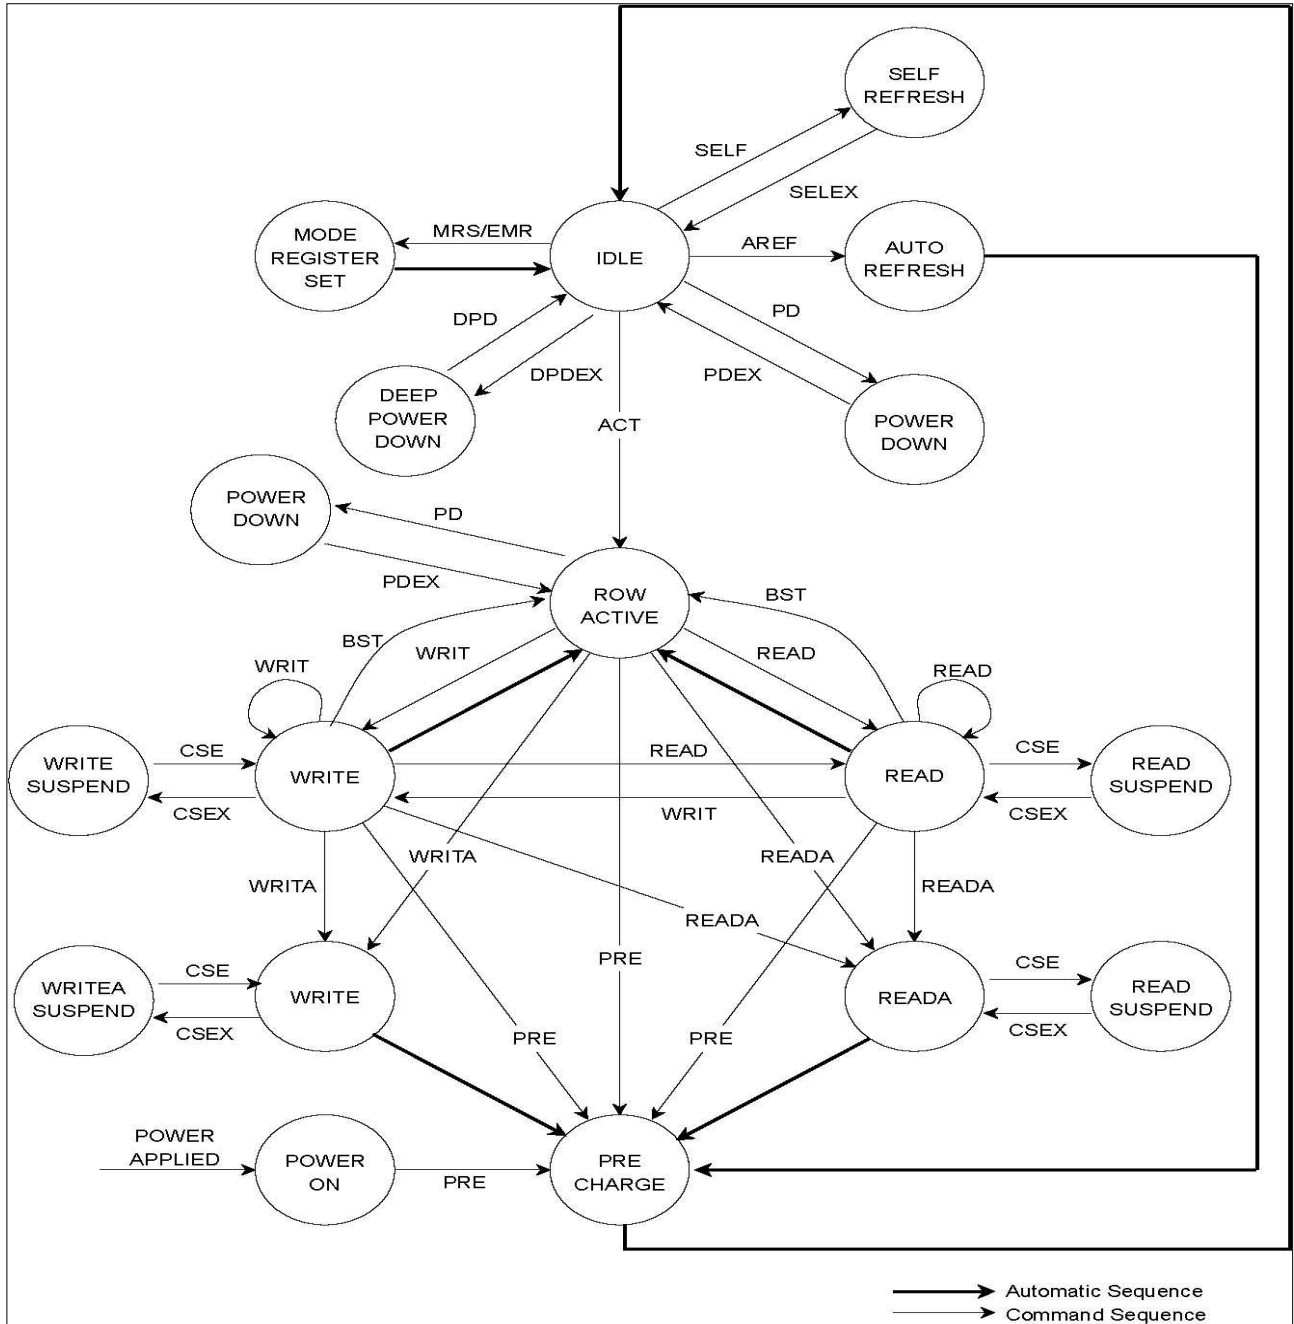 SELF
REFRESH
SELF
SELEX
MODE
REGISTER
SET
MRS/EMR
IDLE
AREF
AUTO
REFRESH
DPD
DPDEX
PD
PDEX
DEEP
POWER
DOWN
ACT
POWER
DOWN
POWER
DOWN
PD
PDEX
ROW
ACTIVE
BST
BST
WRIT
READ
WRIT
READ
WRITE
SUSPEND
CSE
CSEX
WRITE
READ
WRIT
READ
CSE
CSEX
READ
SUSPEND
WRITA
WRITA
READA
READA
READA
WRITEA
SUSPEND
CSE
CSEX
WRITE
PRE
PRE
PRE
READA
CSE
CSEX
READ
SUSPEND
POWER
APPLIED
POWER
ON
PRE
PRE
CHARGE
Automatic Sequence
Command Sequence